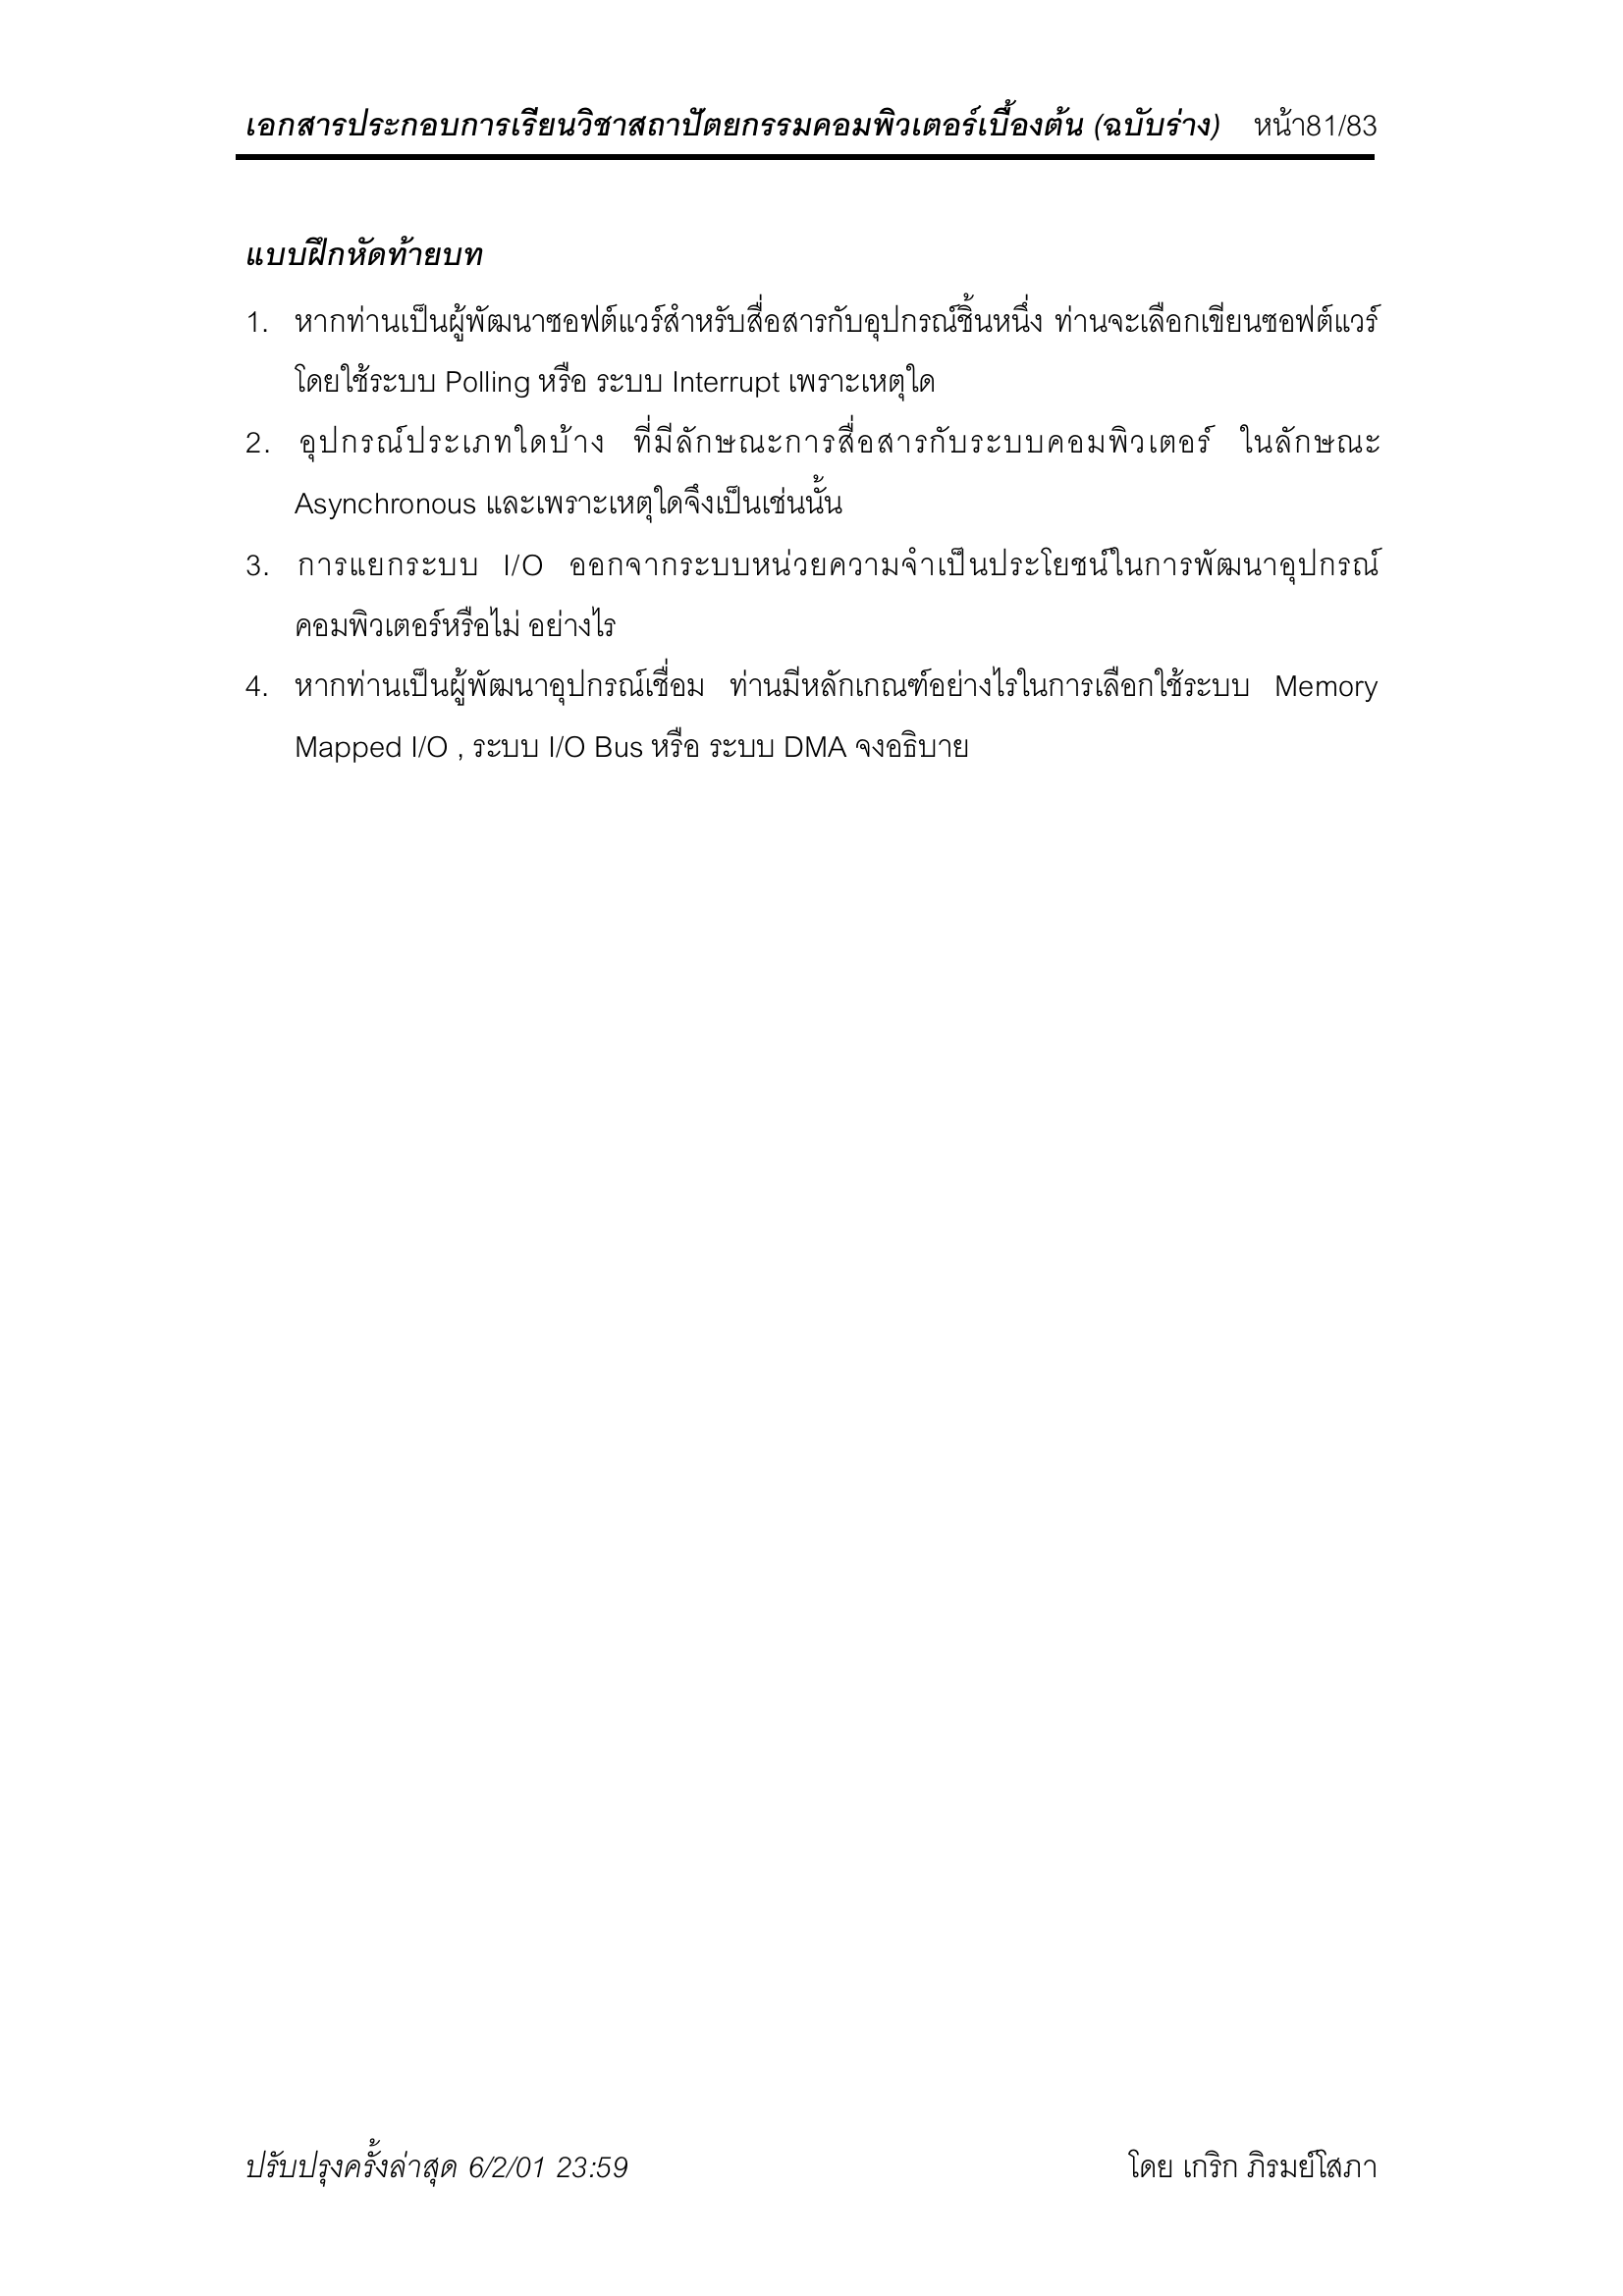 เอกสารประกอบการเรียนวิชาสถาปัตยกรรมคอมพิวเตอร์เบื้องต้น (ฉบับร่าง) หน้า81/83
แบบฝึกหัดท้ายบท
1. หากท่านเป็นผู้พัฒนาซอฟต์แวร์สำหรับสื่อสารกับอุปกรณ์ชิ้นหนึ่ง ท่านจะเลือกเขียนซอฟต์แวร์
โดยใช้ระบบ Polling หรือ ระบบ Interrupt เพราะเหตุใด
2. อุปกรณ์ประเภทใดบ้าง ที่มีลักษณะการสื่อสารกับระบบคอมพิวเตอร์ ในลักษณะ
Asynchronous และเพราะเหตุใดจึงเป็นเช่นนั้น
3. การแยกระบบ I/O ออกจากระบบหน่วยความจำเป็นประโยชน์ในการพัฒนาอุปกรณ์
คอมพิวเตอร์หรือไม่ อย่างไร
4. หากท่านเป็นผู้พัฒนาอุปกรณ์เชื่อม ท่านมีหลักเกณฑ์อย่างไรในการเลือกใช้ระบบ Memory
Mapped I/O , ระบบ I/O Bus หรือ ระบบ DMA จงอธิบาย
ปรับปรุงครั้งล่าสุด 6/2/01 23:59 โดย เกริก ภิรมย์โสภา